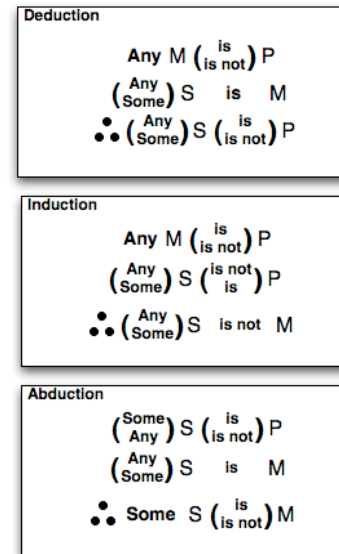 Deduction
Any M (is / is not) P
(Any / Some) S is M
∴ (Any / Some) S (is / is not) P
Induction
Any M (is / is not) P
(Any / Some) S (is not / is) P
∴ (Any / Some) S is not M
Abduction
(Some / Any) S (is / is not) P
(Any / Some) S is M
∴ Some S (is / is not) M